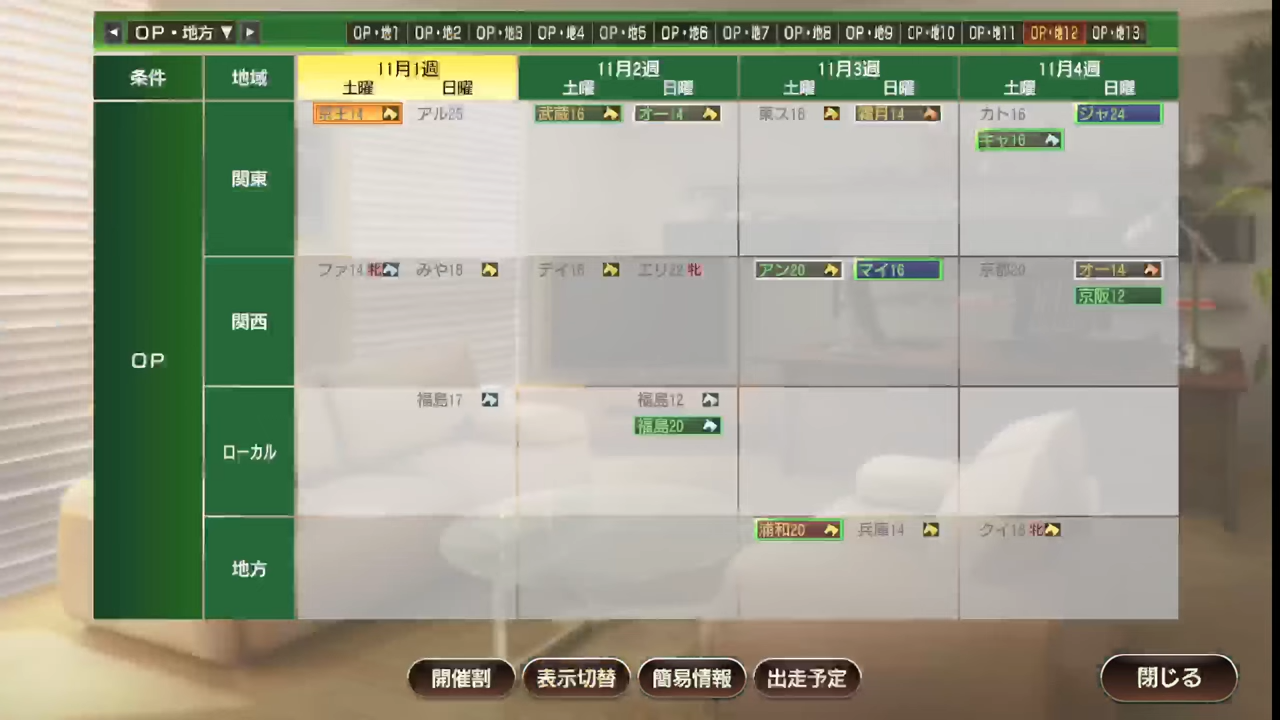 ◀ OP・地方▼ ▶ OP・地1 OP・地2 OP・地3 OP・地4 OP・地5 OP・地6 OP・地7 OP・地8 OP・地9 OP・地10 OP・地11 OP・地12 OP・地13
条件 地域 11月1週 11月2週 11月3週 11月4週
土曜 日曜 土曜 日曜 土曜 日曜 土曜 日曜
OP
関東
アル25 武蔵16 オー14 東ス18 霜月14 カト16 ジャ24
キャ16
関西
ファ14牝 みや18 デイ16 エリ22牝 アン20 マイ16 京都20 オー14
京阪12
ローカル
福島17 福島12
福島20
地方
浦和20 兵庫14 クイ18牝
開催割 表示切替 簡易情報 出走予定 閉じる